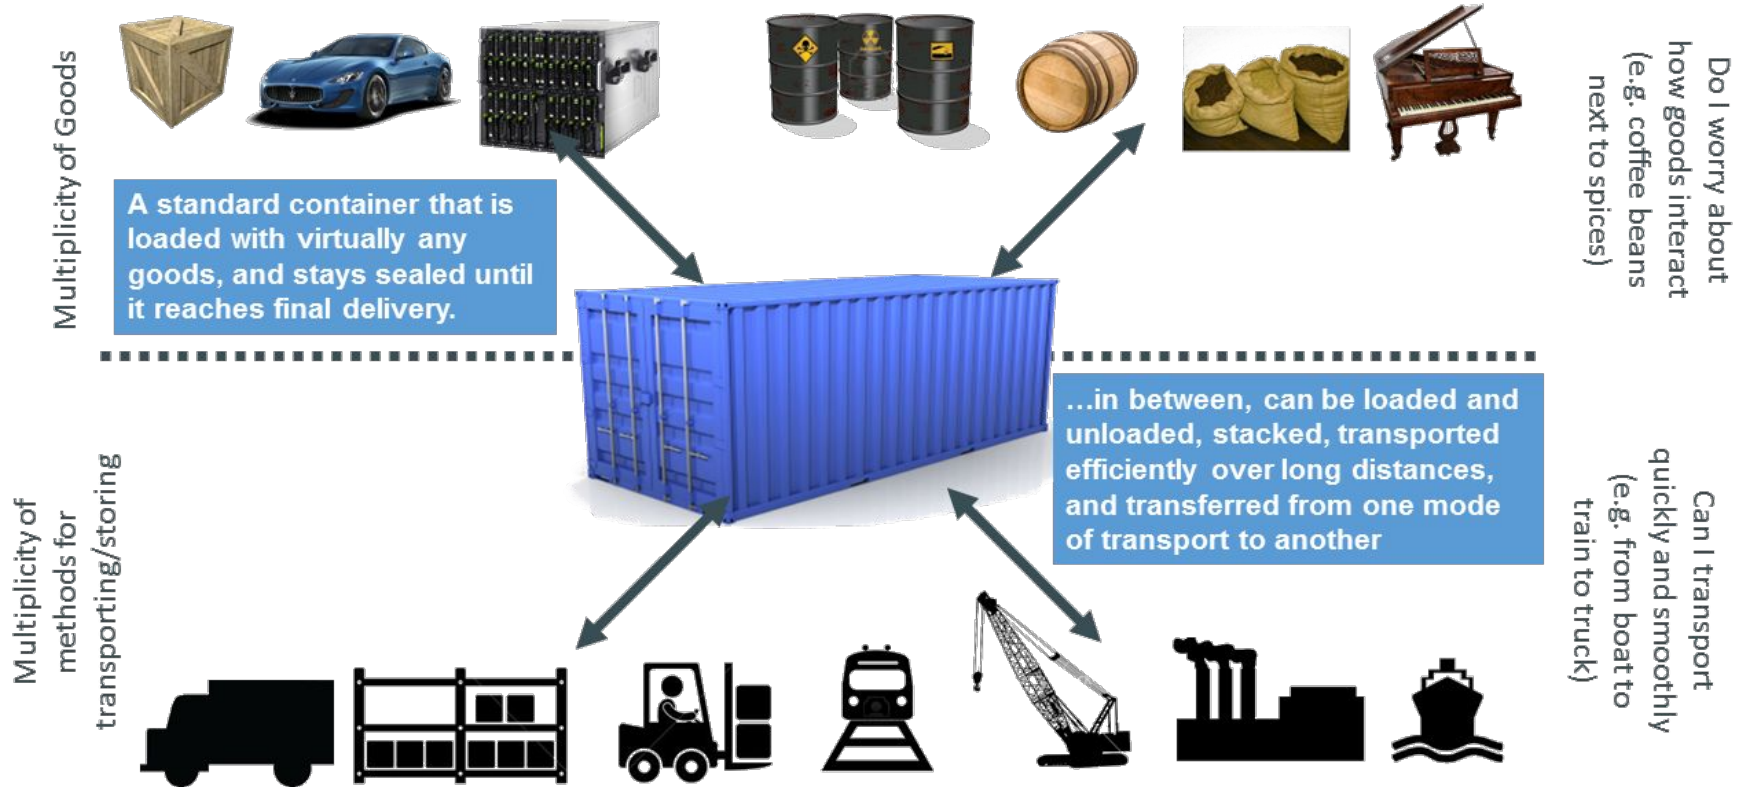 Multiplicity of Goods
Do I worry about
how goods interact
(e.g. coffee beans
next to spices)
A standard container that is
loaded with virtually any
goods, and stays sealed until
it reaches final delivery.
…in between, can be loaded and
unloaded, stacked, transported
efficiently over long distances,
and transferred from one mode
of transport to another
Multiplicity of
methods for
transporting/storing
Can I transport
quickly and smoothly
(e.g. from boat to
train to truck)